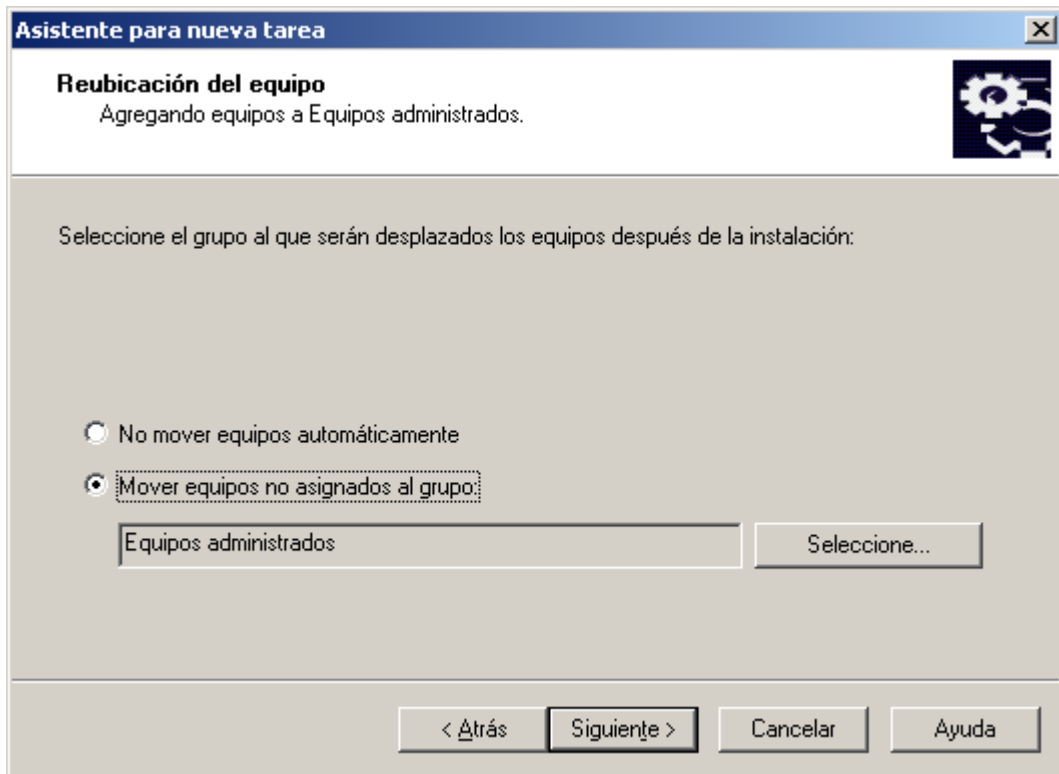 Asistente para nueva tarea
Reubicación del equipo
Agregando equipos a Equipos administrados.
Seleccione el grupo al que serán desplazados los equipos después de la instalación:
No mover equipos automáticamente
Mover equipos no asignados al grupo:
Equipos administrados
Seleccione...
< Atrás
Siguiente >
Cancelar
Ayuda